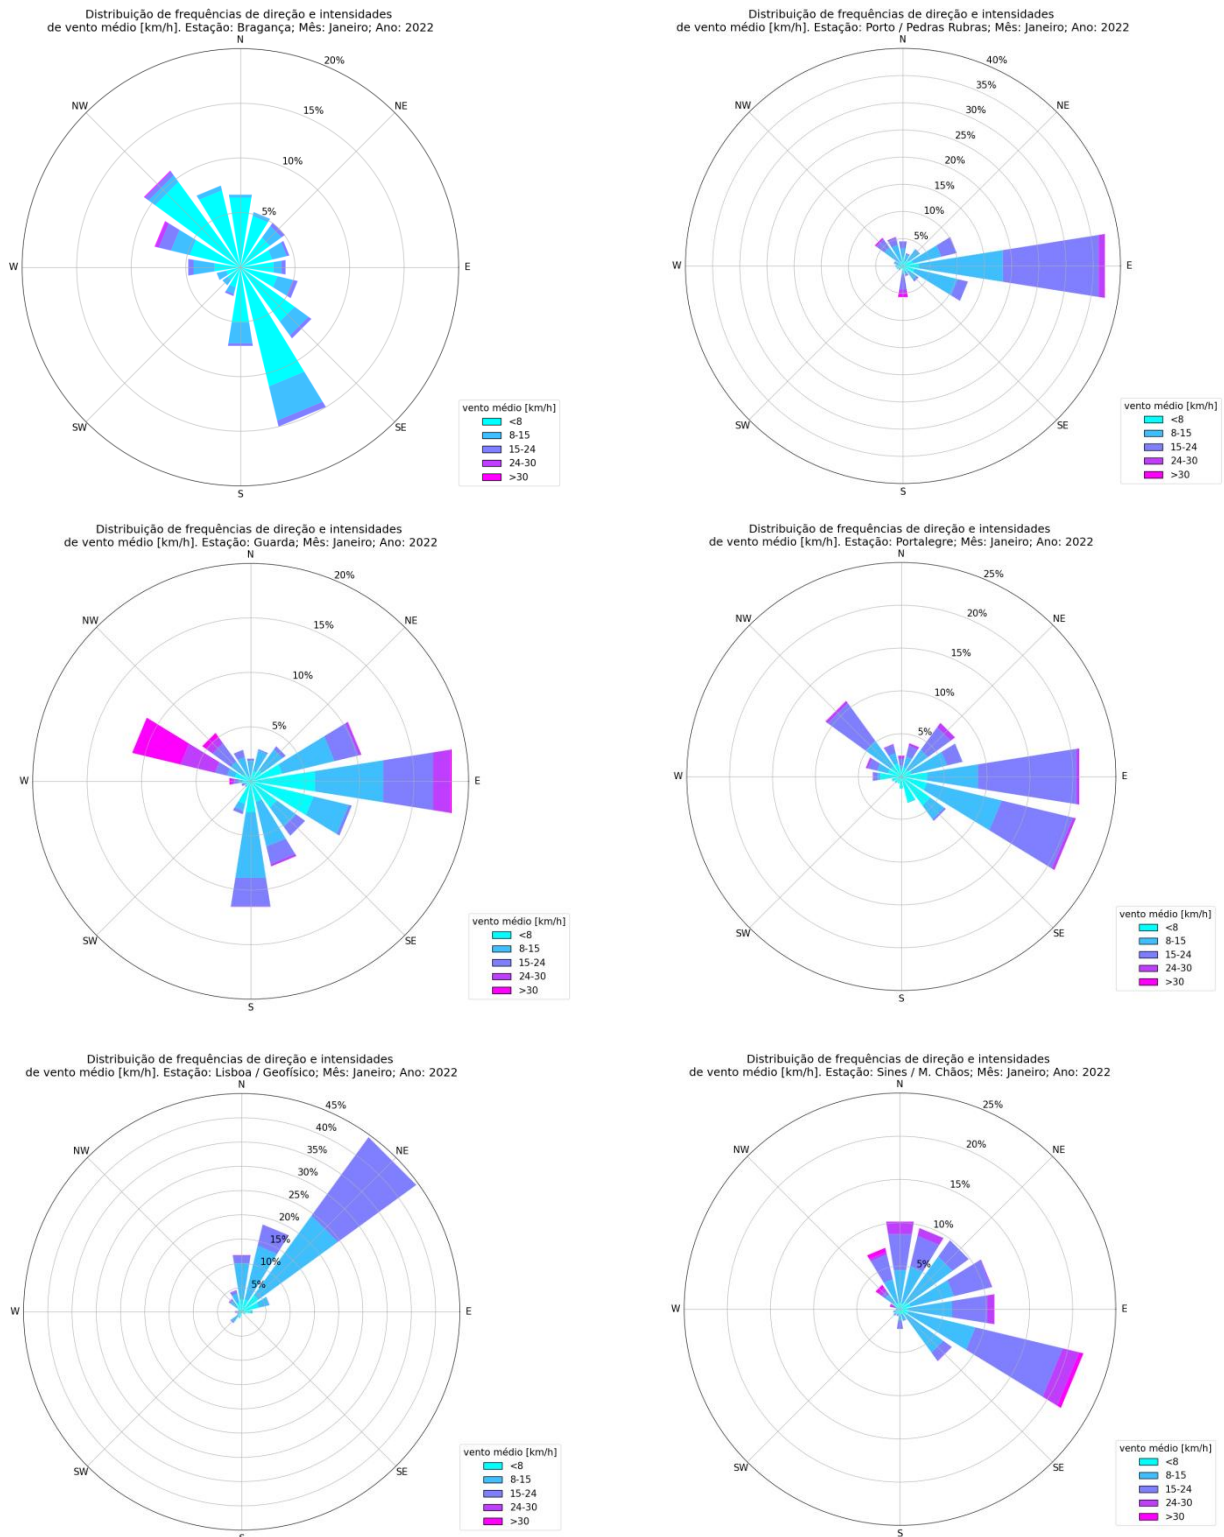 Distribuição de frequências de direção e intensidades
de vento médio [km/h]. Estação: Bragança; Mês: Janeiro; Ano: 2022
N
20%
NW
NE
15%
10%
5%
W
E
SW
SE
S
vento médio [km/h]
<8
8-15
15-24
24-30
>30
Distribuição de frequências de direção e intensidades
de vento médio [km/h]. Estação: Porto / Pedras Rubras; Mês: Janeiro; Ano: 2022
N
40%
35%
NW
NE
30%
25%
20%
15%
10%
5%
W
E
SW
SE
S
vento médio [km/h]
<8
8-15
15-24
24-30
>30
Distribuição de frequências de direção e intensidades
de vento médio [km/h]. Estação: Guarda; Mês: Janeiro; Ano: 2022
N
20%
NW
NE
15%
10%
5%
W
E
SW
SE
S
vento médio [km/h]
<8
8-15
15-24
24-30
>30
Distribuição de frequências de direção e intensidades
de vento médio [km/h]. Estação: Portalegre; Mês: Janeiro; Ano: 2022
N
25%
20%
NW
NE
15%
10%
5%
W
E
SW
SE
S
vento médio [km/h]
<8
8-15
15-24
24-30
>30
Distribuição de frequências de direção e intensidades
de vento médio [km/h]. Estação: Lisboa / Geofísico; Mês: Janeiro; Ano: 2022
N
45%
40%
35%
NW
NE
30%
25%
20%
15%
10%
5%
W
E
SW
SE
S
vento médio [km/h]
<8
8-15
15-24
24-30
>30
Distribuição de frequências de direção e intensidades
de vento médio [km/h]. Estação: Sines / M. Chãos; Mês: Janeiro; Ano: 2022
N
25%
20%
NW
NE
15%
10%
5%
W
E
SW
SE
S
vento médio [km/h]
<8
8-15
15-24
24-30
>30